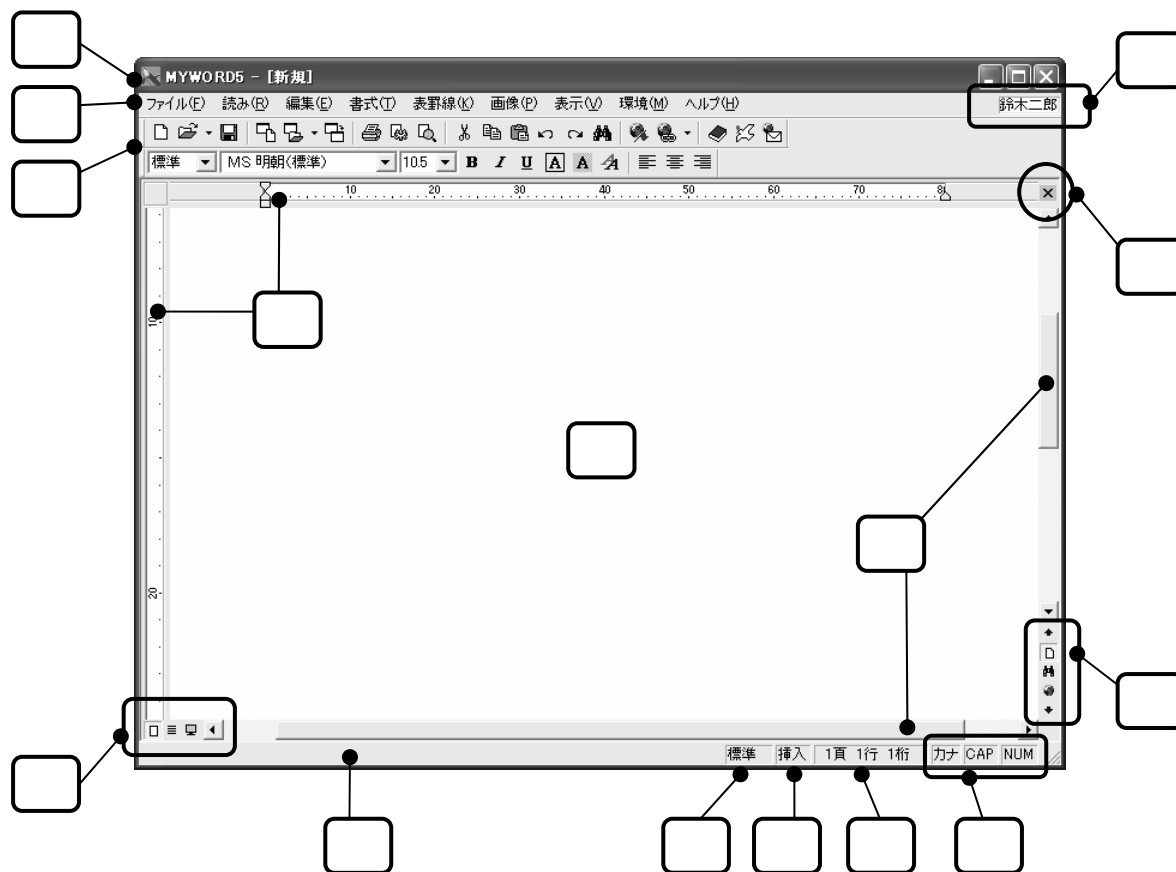 MYWORD5 - [新規]
ファイル(F) 読み(R) 編集(E) 書式(T) 表罫線(K) 画像(P) 表示(V) 環境(M) ヘルプ(H) 鈴木二郎
標準 MS 明朝(標準) 10.5 B I U A A A
10 20 30 40 50 60 70 8
10
20
標準 挿入 1頁 1行 1桁 カナ CAP NUM